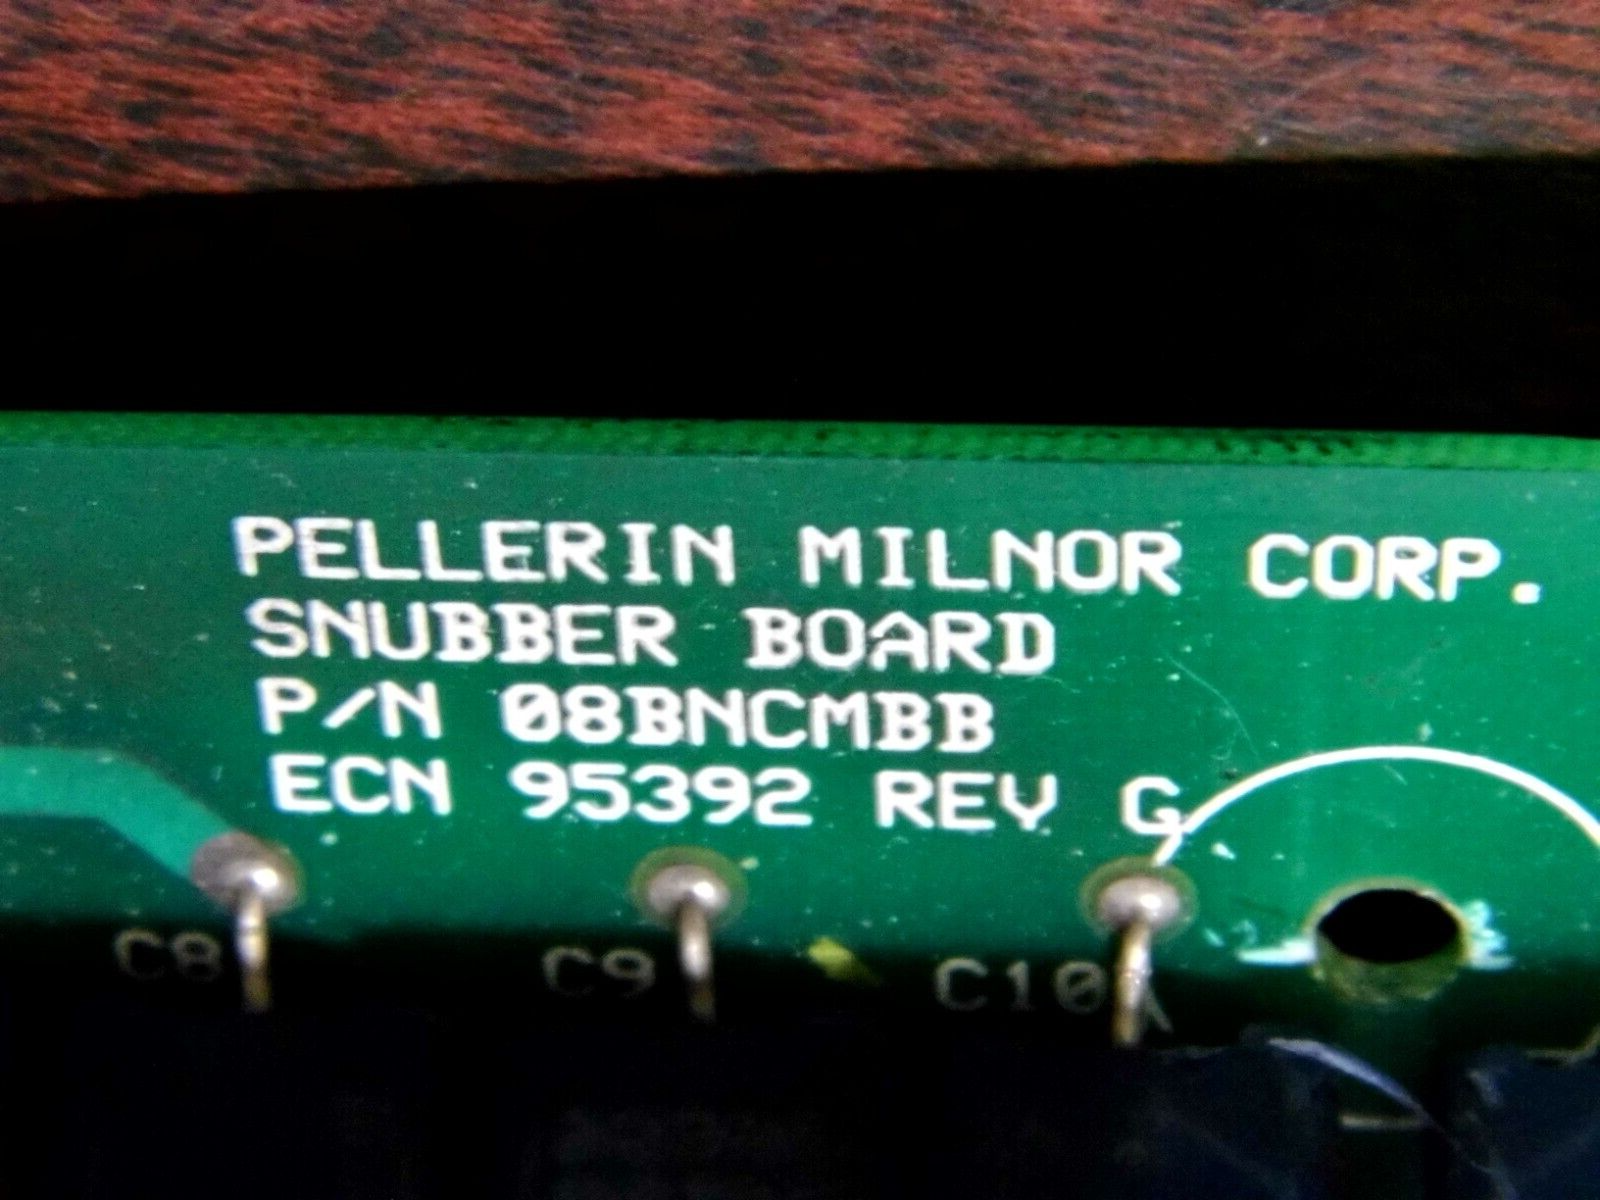 PELLERIN MILNOR CORP.
SNUBBER BOARD
P/N 08BNCMBB
ECN 95392 REV G
C8 C9 C10